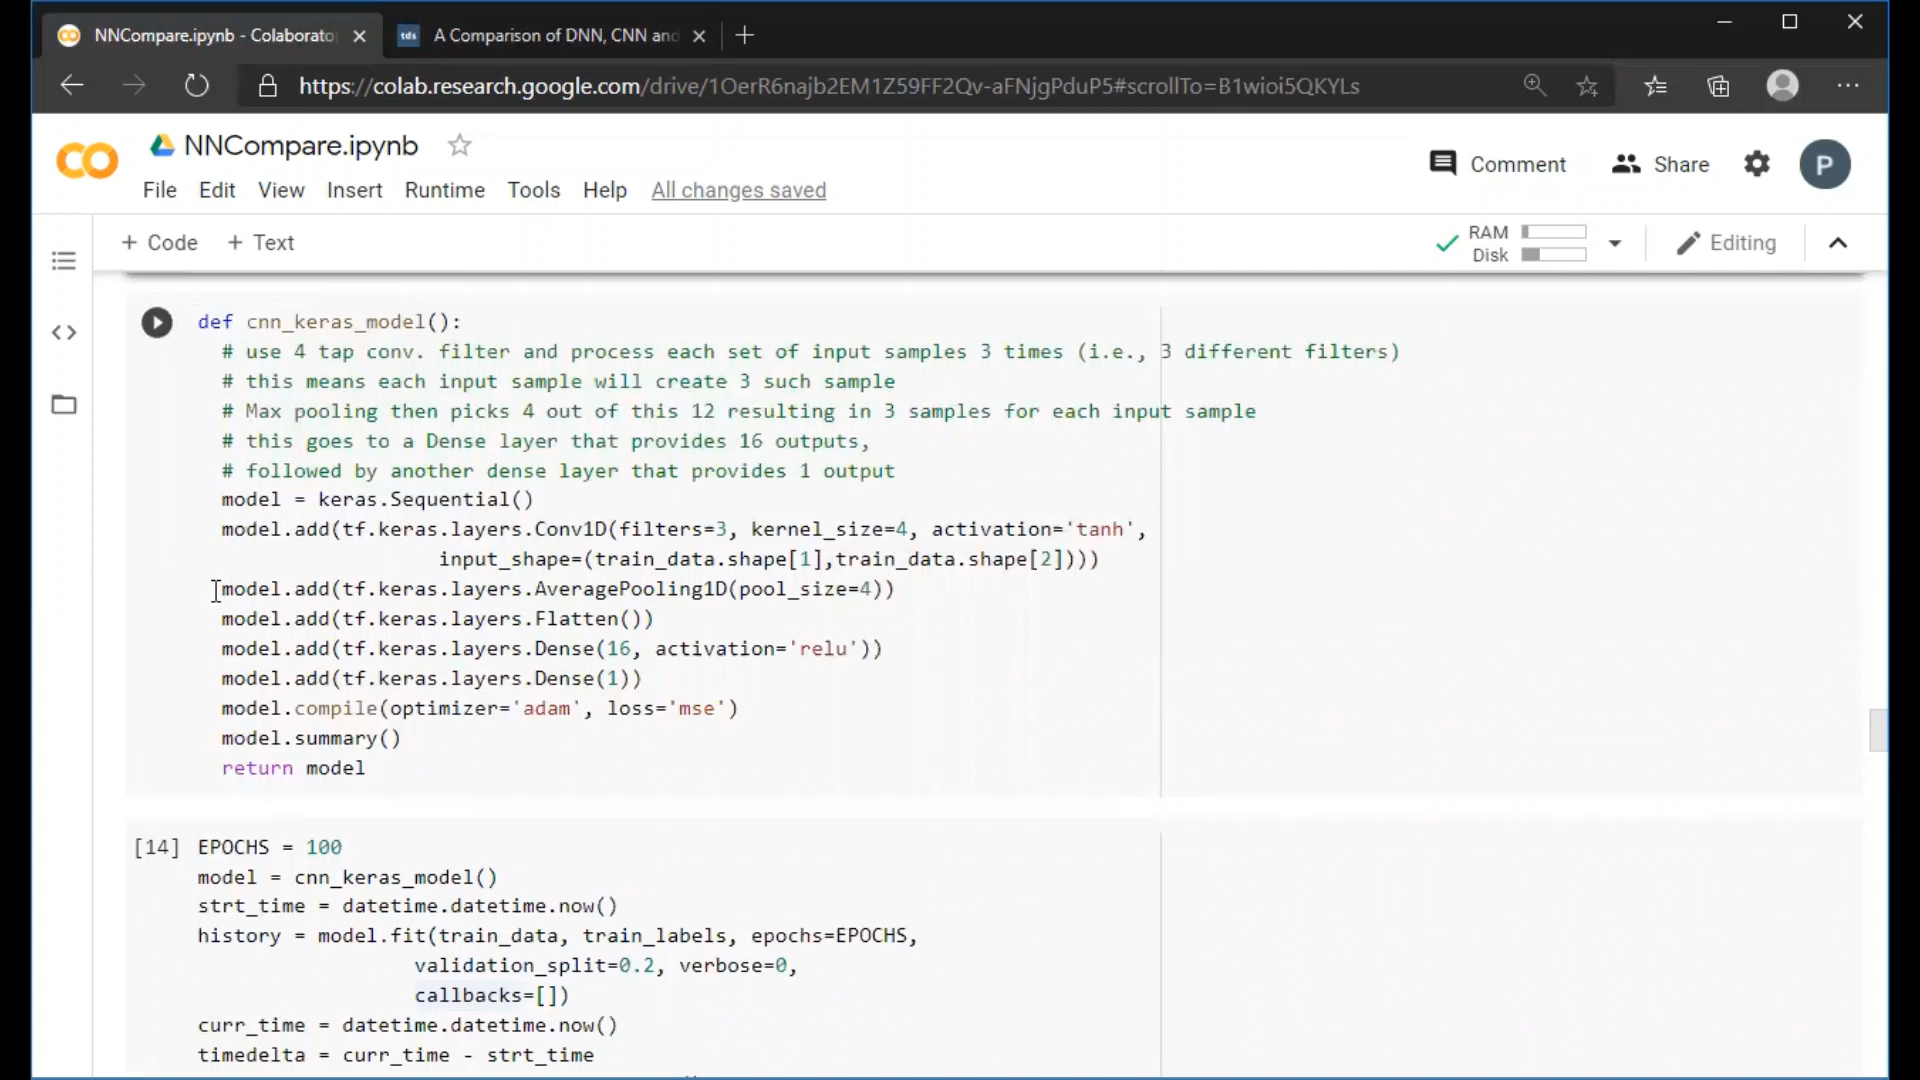 NNCompare.ipynb - Colaborato
tds A Comparison of DNN, CNN and
https://colab.research.google.com/drive/1OerR6najb2EM1Z59FF2Qv-aFNjgPduP5#scrollTo=B1wioi5QKYLs
CO NNCompare.ipynb
Comment Share P
File Edit View Insert Runtime Tools Help All changes saved
+ Code + Text
RAM
Disk
Editing
def cnn_keras_model():
# use 4 tap conv. filter and process each set of input samples 3 times (i.e., 3 different filters)
# this means each input sample will create 3 such sample
# Max pooling then picks 4 out of this 12 resulting in 3 samples for each input sample
# this goes to a Dense layer that provides 16 outputs,
# followed by another dense layer that provides 1 output
model = keras.Sequential()
model.add(tf.keras.layers.Conv1D(filters=3, kernel_size=4, activation='tanh',
input_shape=(train_data.shape[1],train_data.shape[2])))
model.add(tf.keras.layers.AveragePooling1D(pool_size=4))
model.add(tf.keras.layers.Flatten())
model.add(tf.keras.layers.Dense(16, activation='relu'))
model.add(tf.keras.layers.Dense(1))
model.compile(optimizer='adam', loss='mse')
model.summary()
return model
[14] EPOCHS = 100
model = cnn_keras_model()
strt_time = datetime.datetime.now()
history = model.fit(train_data, train_labels, epochs=EPOCHS,
validation_split=0.2, verbose=0,
callbacks=[])
curr_time = datetime.datetime.now()
timedelta = curr_time - strt_time